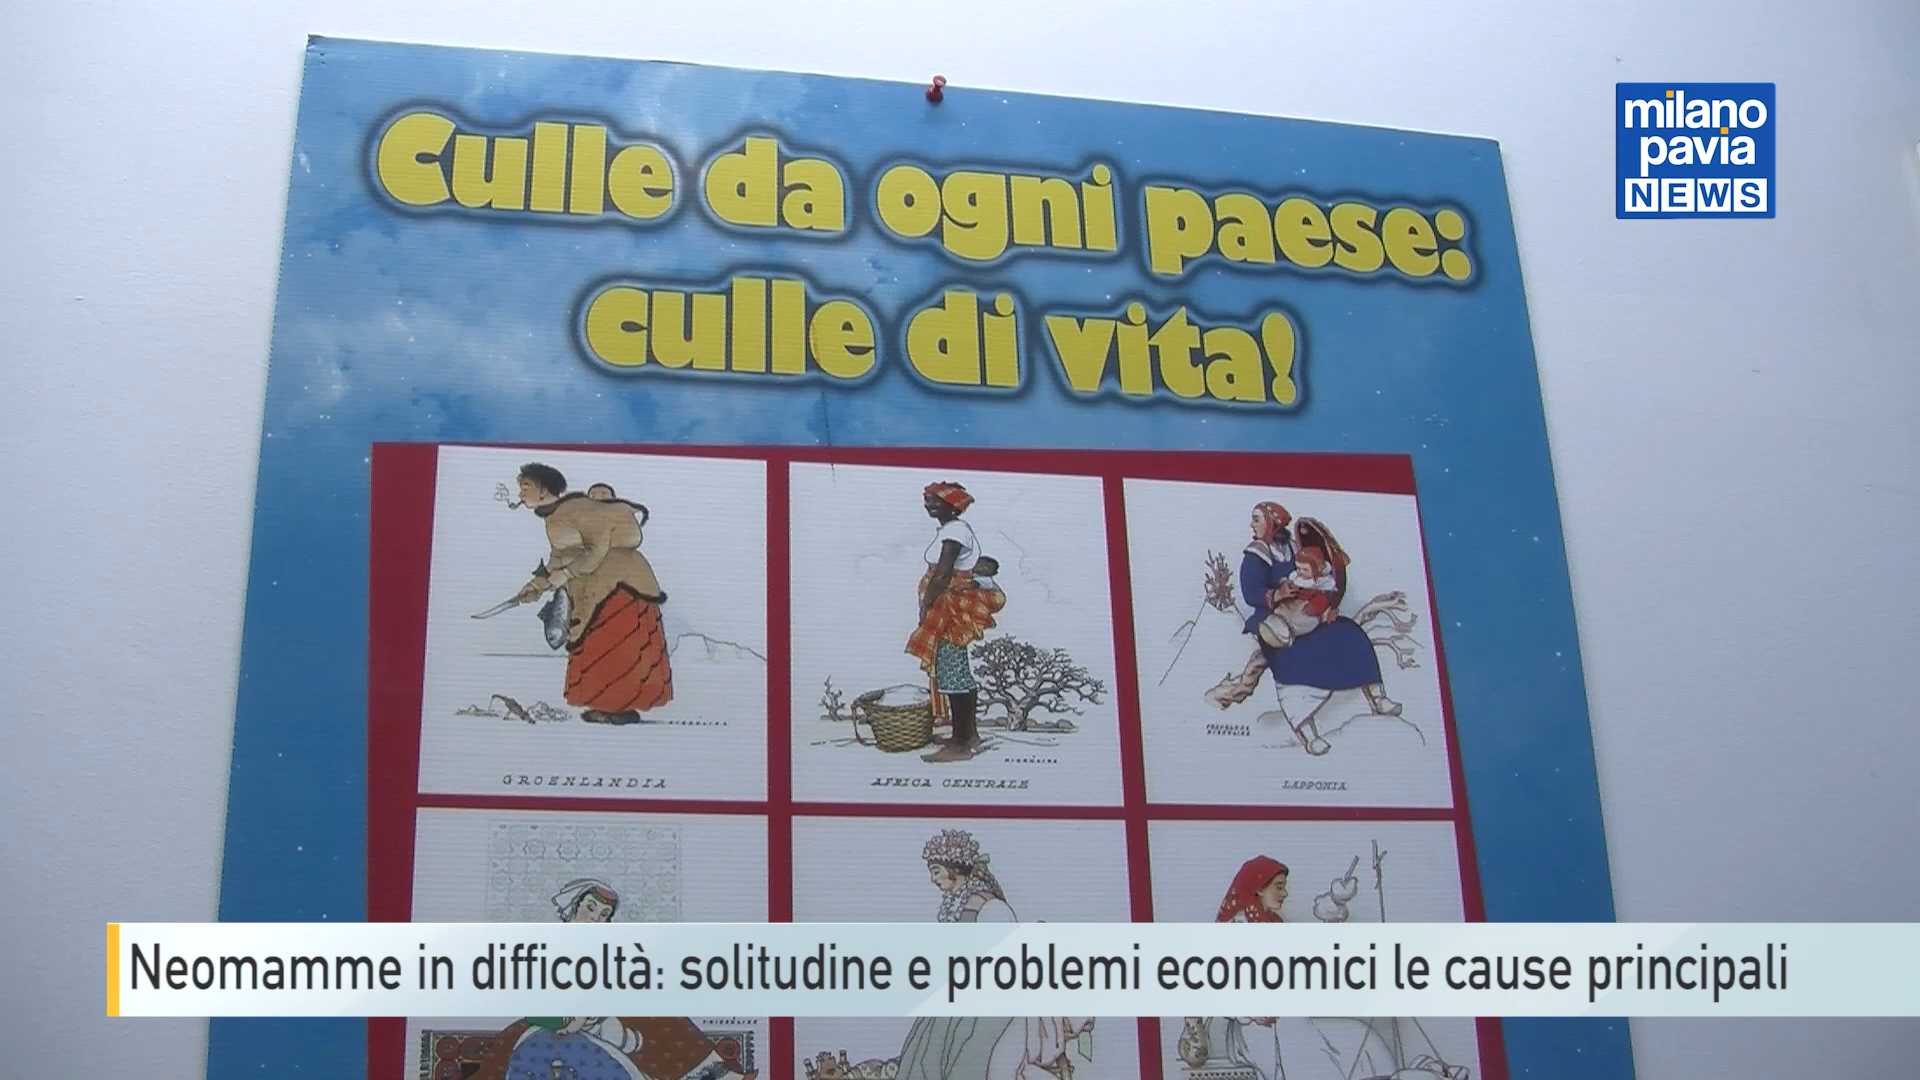 milano
pavia
NEWS
Culle da ogni paese:
culle di vita!
GROENLANDIA
AFRICA CENTRALE
LAPPONIA
Neomamme in difficoltà: solitudine e problemi economici le cause principali